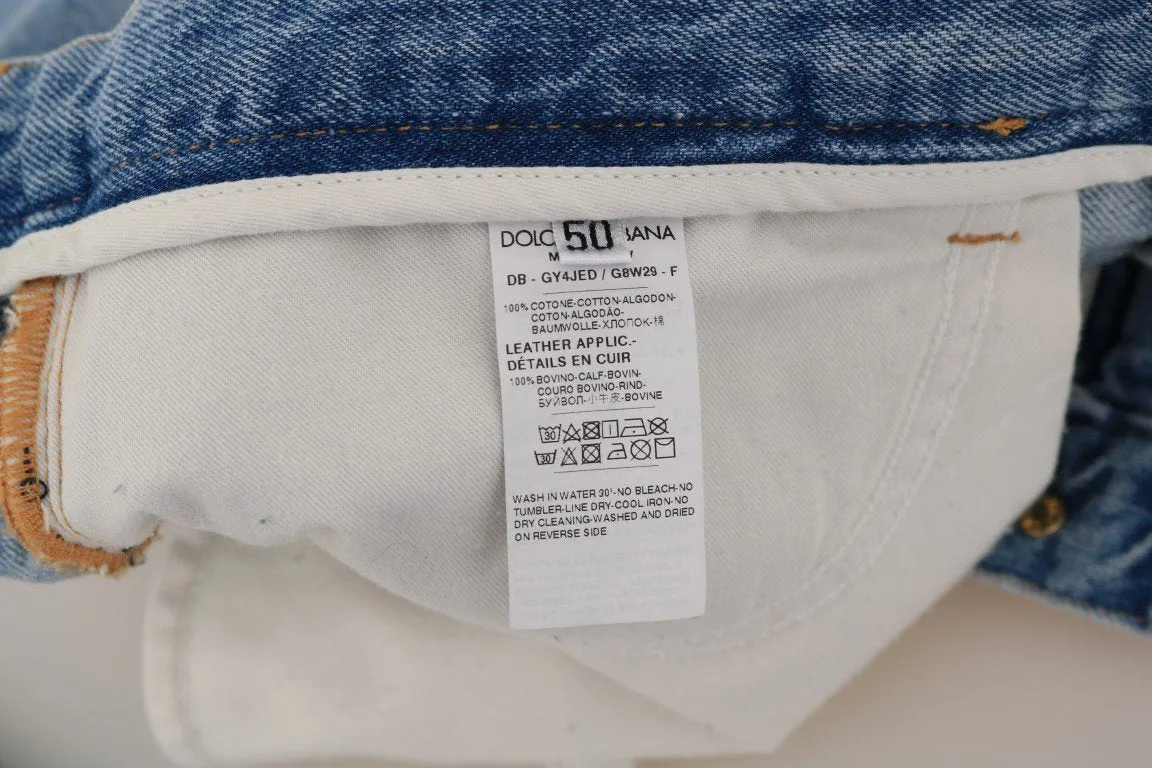 DOLC 50 BANA
M
DB - GY4JED / G8W29 - F
100% COTONE-COTTON-ALGODON-
COTON-ALGODÃO-
BAUMWOLLE-ХЛОПОК-棉
LEATHER APPLIC.-
DÉTAILS EN CUIR
100% BOVINO-CALF-BOVIN-
COURO BOVINO-RIND-
БУЙВОЛ-小牛皮-BOVINE
30
30
WASH IN WATER 30°-NO BLEACH-NO
TUMBLER-LINE DRY-COOL IRON-NO
DRY CLEANING-WASHED AND DRIED
ON REVERSE SIDE